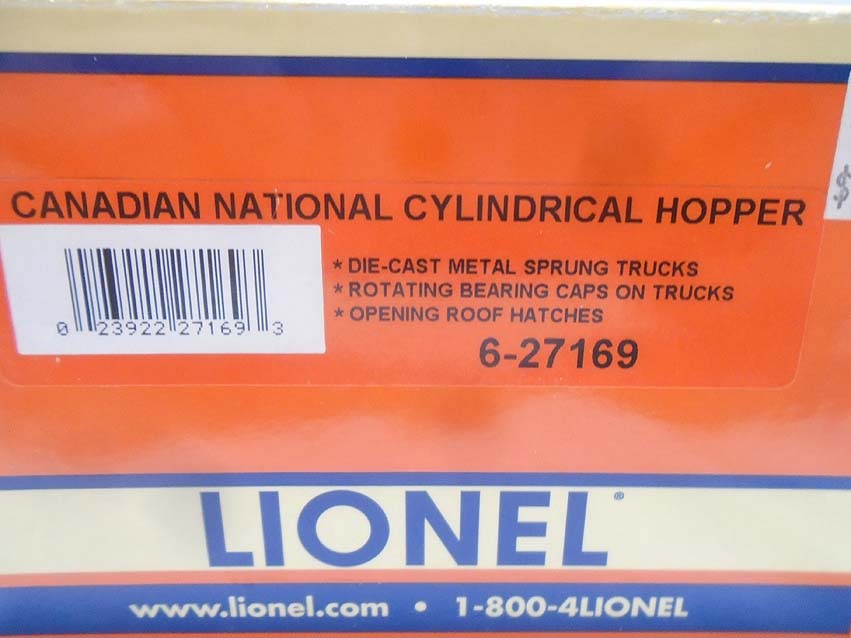 CANADIAN NATIONAL CYLINDRICAL HOPPER
* DIE-CAST METAL SPRUNG TRUCKS
* ROTATING BEARING CAPS ON TRUCKS
* OPENING ROOF HATCHES
0 23922 27169 3
6-27169
LIONEL®
www.lionel.com • 1-800-4LIONEL